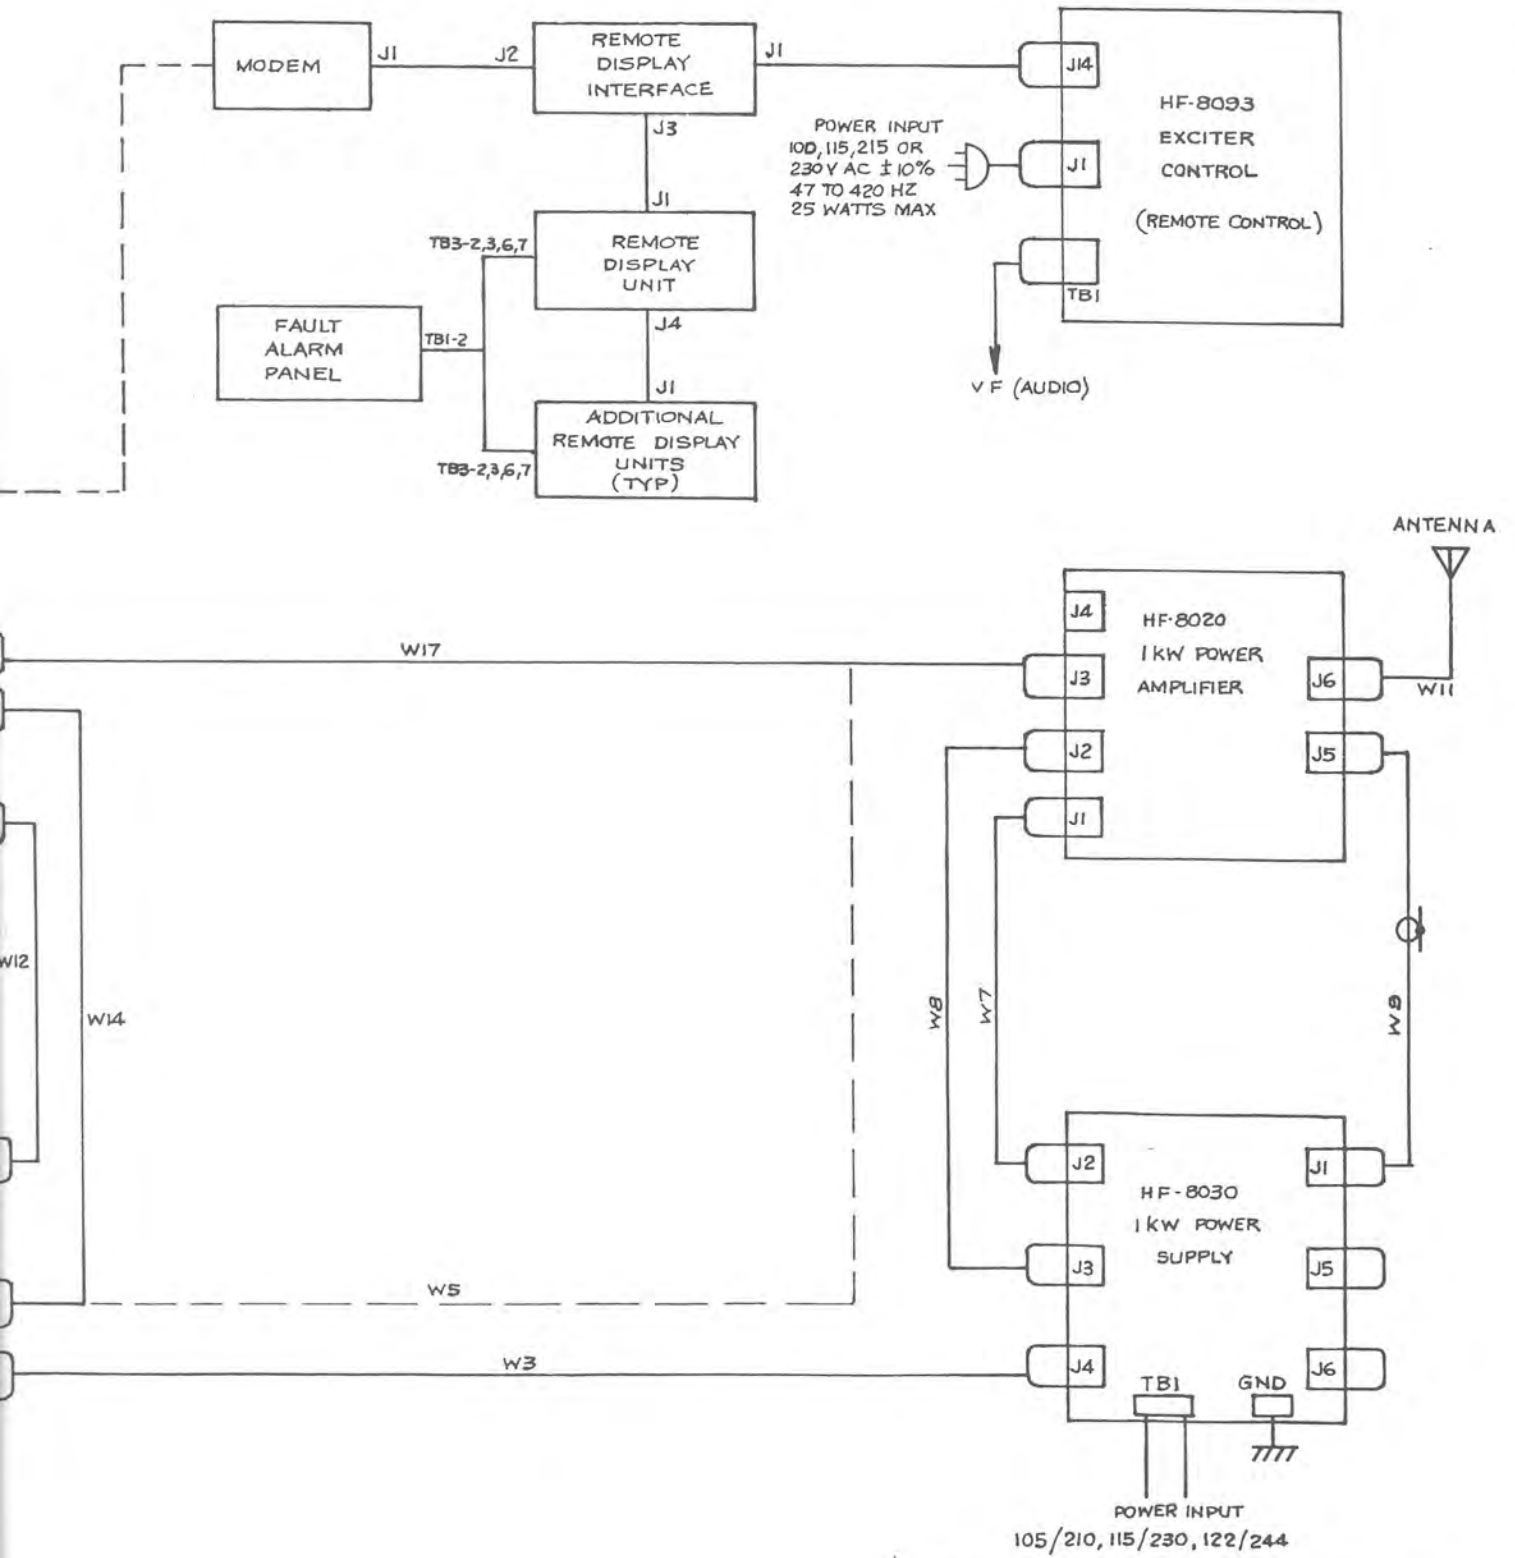 MODEM
J1
J2
REMOTE
DISPLAY
INTERFACE
J1
J3
J14
HF-8093
EXCITER
CONTROL
(REMOTE CONTROL)
POWER INPUT
100, 115, 215 OR
230 V AC ± 10%
47 TO 420 HZ
25 WATTS MAX
J1
TB1
VF (AUDIO)
J1
TB3-2,3,6,7
REMOTE
DISPLAY
UNIT
J4
FAULT
ALARM
PANEL
TB1-2
J1
ADDITIONAL
REMOTE DISPLAY
UNITS
(TYP)
TB3-2,3,6,7
ANTENNA
W17
J4
HF-8020
1 KW POWER
AMPLIFIER
J3
J6
W11
J2
J5
J1
W12
W14
W8
W7
W9
J2
HF-8030
1 KW POWER
SUPPLY
J1
J3
J5
W5
W3
J4
J6
TB1
GND
POWER INPUT
105/210, 115/230, 122/244